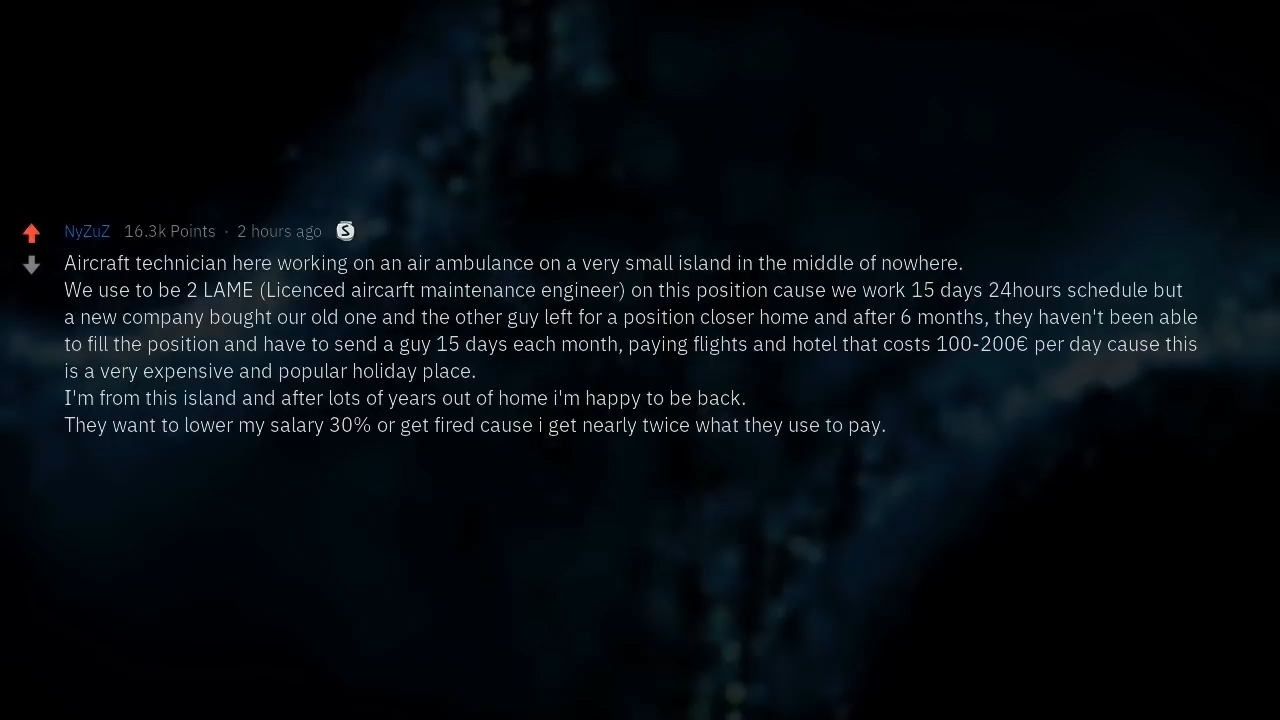 NyZuZ 16.3k Points · 2 hours ago S
Aircraft technician here working on an air ambulance on a very small island in the middle of nowhere.
We use to be 2 LAME (Licenced aircarft maintenance engineer) on this position cause we work 15 days 24hours schedule but
a new company bought our old one and the other guy left for a position closer home and after 6 months, they haven't been able
to fill the position and have to send a guy 15 days each month, paying flights and hotel that costs 100-200€ per day cause this
is a very expensive and popular holiday place.
I'm from this island and after lots of years out of home i'm happy to be back.
They want to lower my salary 30% or get fired cause i get nearly twice what they use to pay.